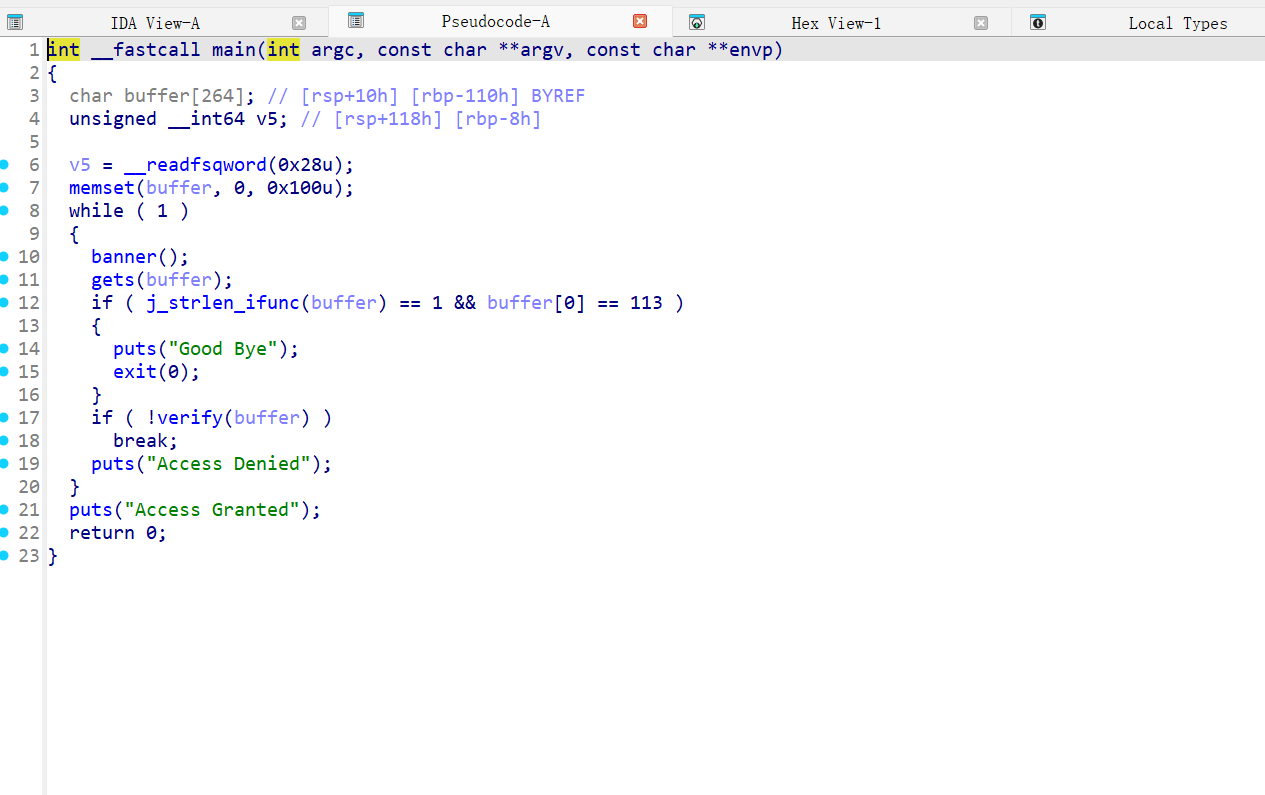 IDA View-A Pseudocode-A Hex View-1 Local Types
1 int __fastcall main(int argc, const char **argv, const char **envp)
2 {
3   char buffer[264]; // [rsp+10h] [rbp-110h] BYREF
4   unsigned __int64 v5; // [rsp+118h] [rbp-8h]
5
6   v5 = __readfsqword(0x28u);
7   memset(buffer, 0, 0x100u);
8   while ( 1 )
9   {
10     banner();
11     gets(buffer);
12     if ( j_strlen_ifunc(buffer) == 1 && buffer[0] == 113 )
13     {
14       puts("Good Bye");
15       exit(0);
16     }
17     if ( !verify(buffer) )
18       break;
19     puts("Access Denied");
20   }
21   puts("Access Granted");
22   return 0;
23 }